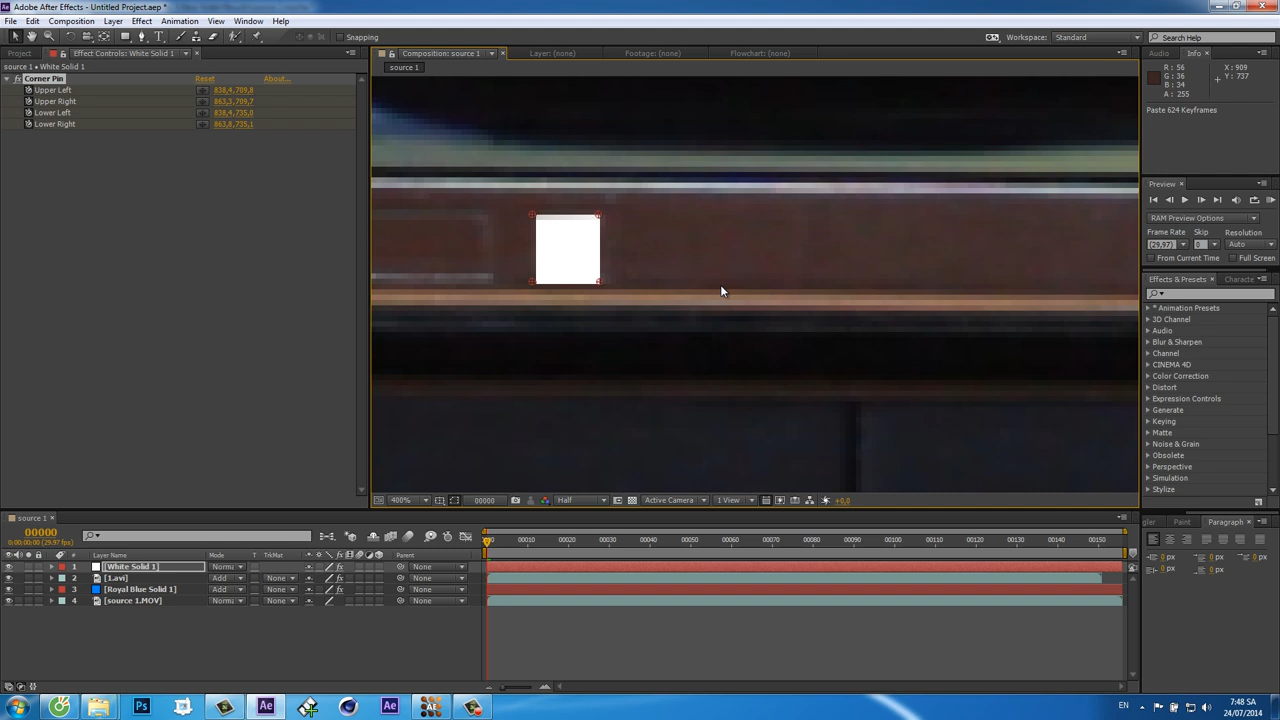 Adobe After Effects - Untitled Project.aep *
File Edit Composition Layer Effect Animation View Window Help
Snapping
Workspace: Standard
Search Help
Project
Effect Controls: White Solid 1
Composition: source 1
Layer: (none)
Footage: (none)
Flowchart: (none)
Audio
Info
source 1 • White Solid 1
source 1
R : 56
G : 36
B : 34
A : 255
X : 909
Y : 737
Paste 624 Keyframes
Corner Pin
Reset
About...
Upper Left
838,4,709,8
Upper Right
863,3,709,7
Lower Left
838,4,735,0
Lower Right
863,8,735,1
Preview
RAM Preview Options
Frame Rate
Skip
Resolution
(29,97)
0
Auto
From Current Time
Full Screen
Effects & Presets
Characte
* Animation Presets
3D Channel
Audio
Blur & Sharpen
Channel
CINEMA 4D
Color Correction
Distort
Expression Controls
Generate
Keying
Matte
Noise & Grain
Obsolete
Perspective
Simulation
Stylize
400%
00000
Half
Active Camera
1 View
+0,0
source 1
00000
0:00:00:00 (29.97 fps)
gler
Paint
Paragraph
00010 00020 00030 00040 00050 00060 00070 00080 00090 00100 00110 00120 00130 00140 00150
# Layer Name Mode T TrkMat Parent
1 [White Solid 1] Norma None
2 [1.avi] Add None None
3 [Royal Blue Solid 1] Add None None
4 [source 1.MOV] Norma None None
0 px 0 px 0 px
0 px 0 px
EN
7:48 SA
24/07/2014